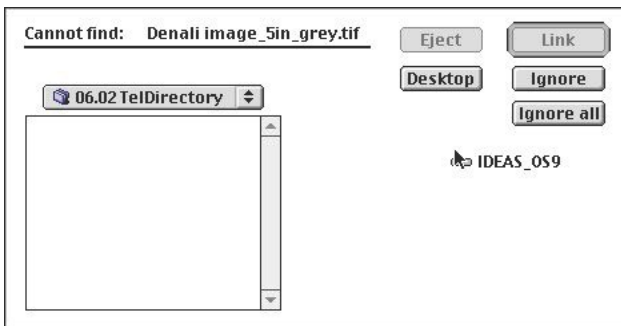 Cannot find: Denali image_5in_grey.tif
Eject
Link
Desktop
Ignore
06.02 TelDirectory
Ignore all
IDEAS_OS9